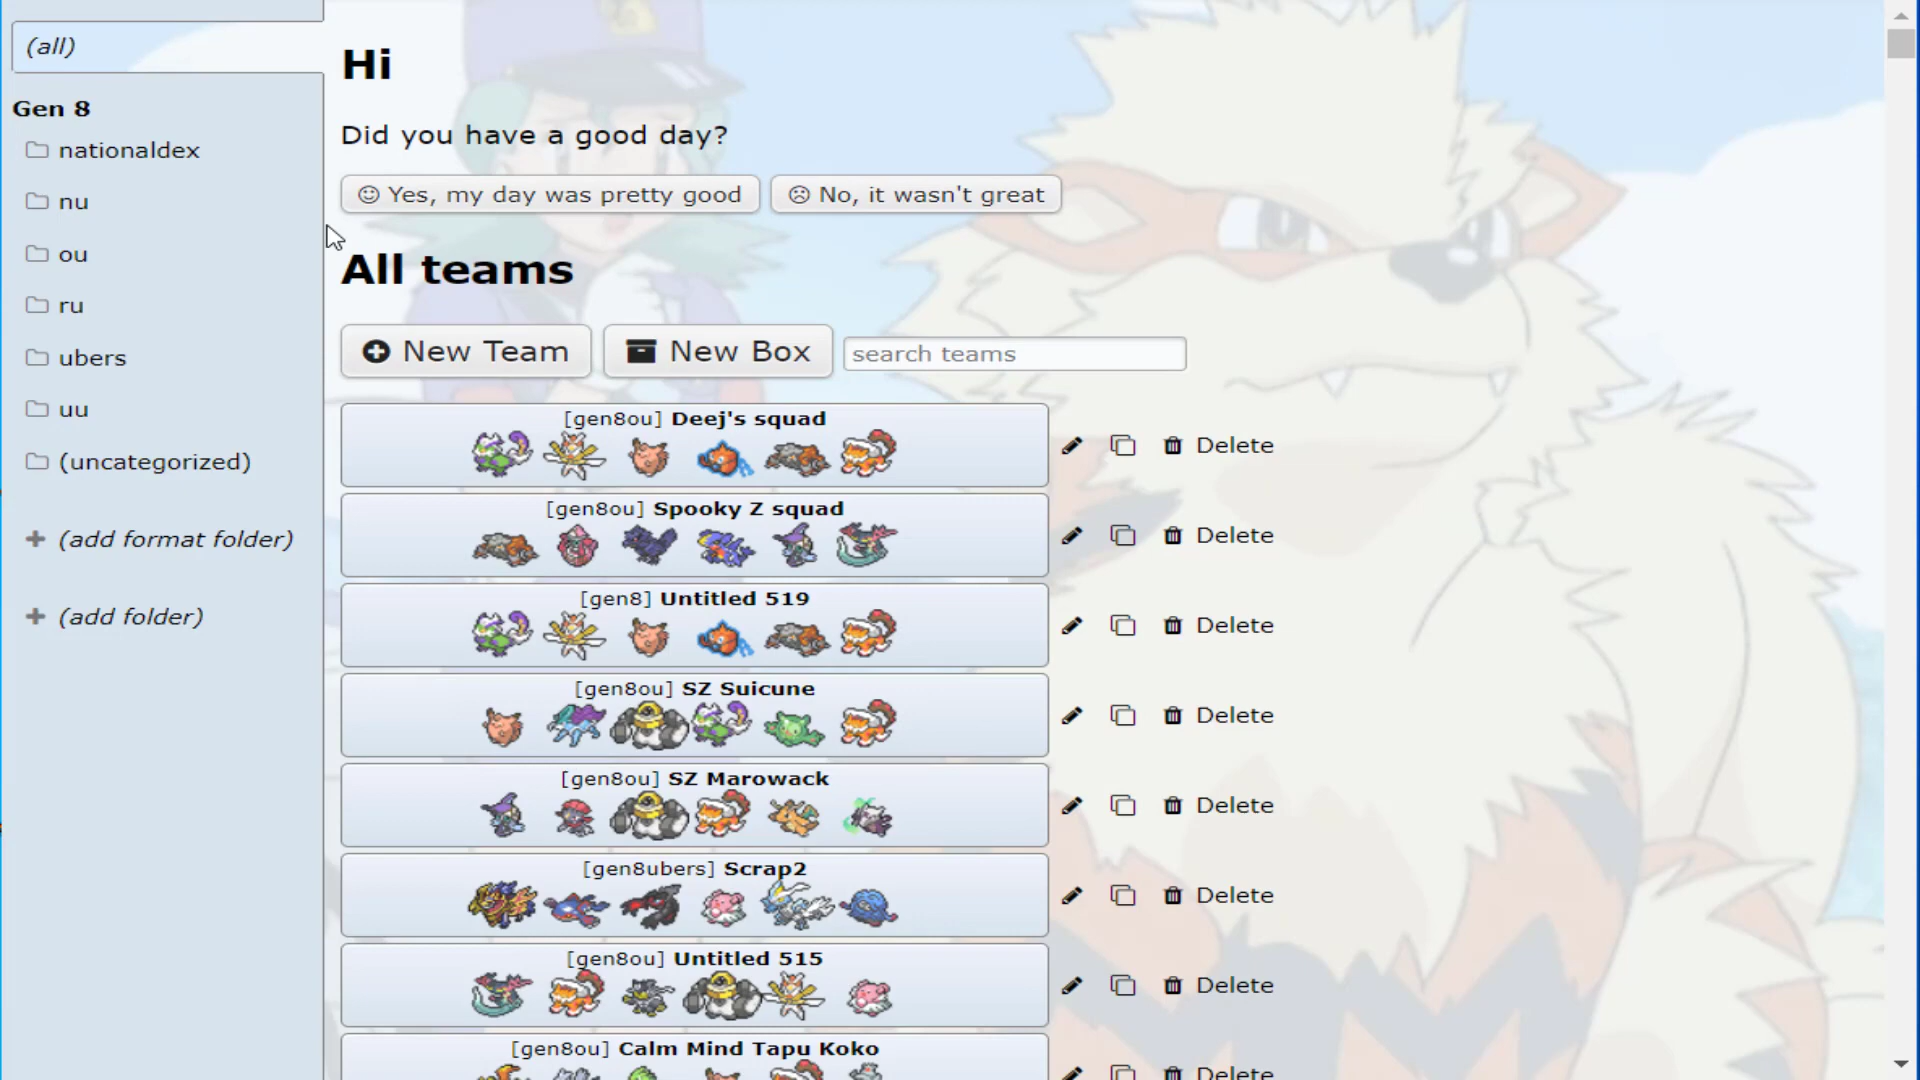 (all)
Gen 8
nationaldex
nu
ou
ru
ubers
uu
(uncategorized)
(add format folder)
(add folder)
Hi
Did you have a good day?
Yes, my day was pretty good
No, it wasn't great
All teams
New Team
New Box
search teams
[gen8ou] Deej's squad
Delete
[gen8ou] Spooky Z squad
Delete
[gen8] Untitled 519
Delete
[gen8ou] SZ Suicune
Delete
[gen8ou] SZ Marowack
Delete
[gen8ubers] Scrap2
Delete
[gen8ou] Untitled 515
Delete
[gen8ou] Calm Mind Tapu Koko
Delete